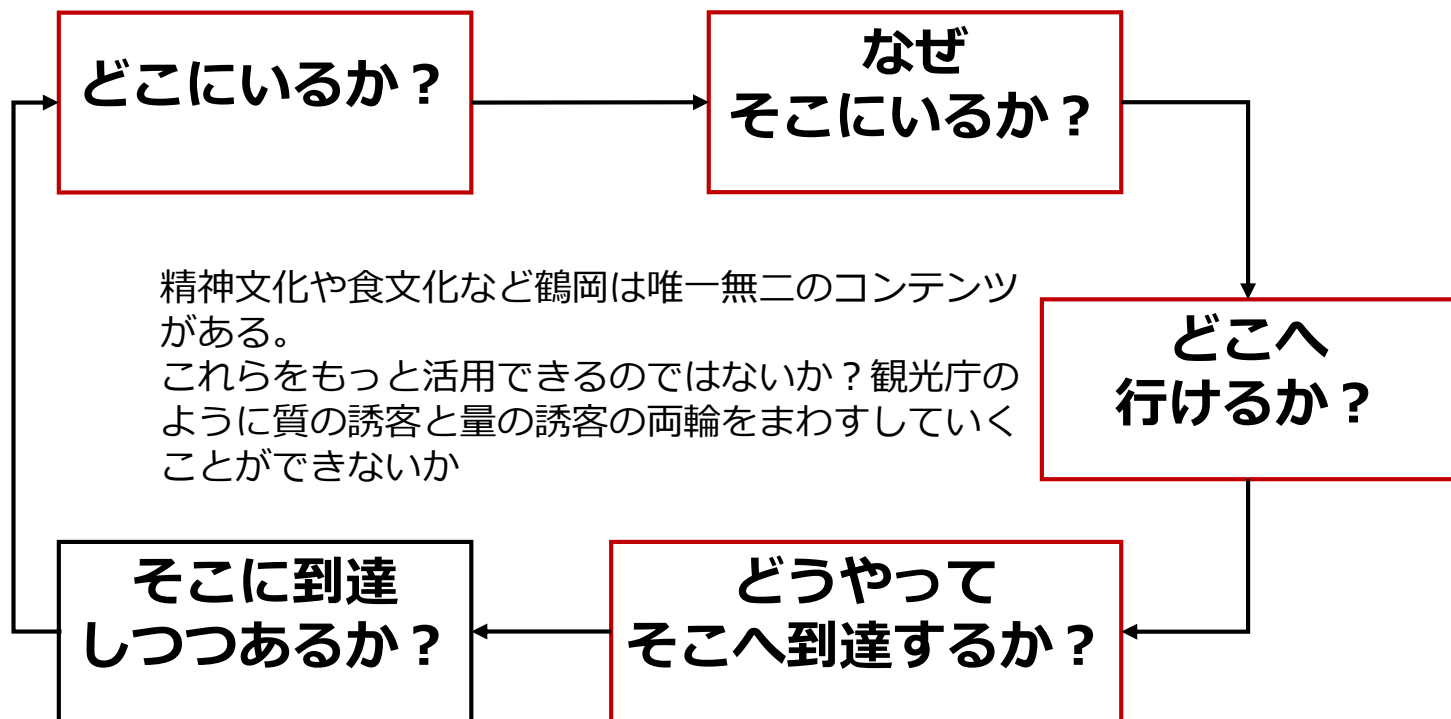 どこにいるか？
なぜ
そこにいるか？
精神文化や食文化など鶴岡は唯一無二のコンテンツ
がある。
これらをもっと活用できるのではないか？観光庁の
ように質の誘客と量の誘客の両輪をまわすしていく
ことができないか
どこへ
行けるか？
そこに到達
しつつあるか？
どうやって
そこへ到達するか？